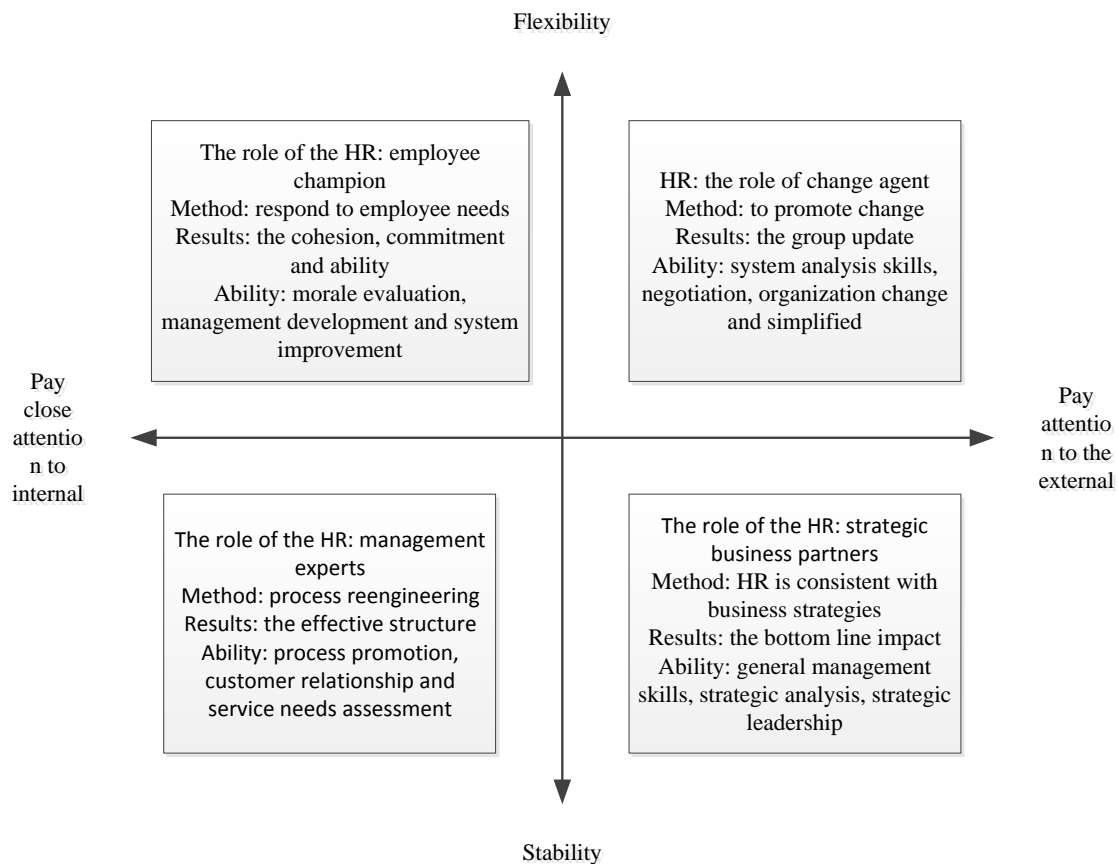 Flexibility
The role of the HR: employee
champion
Method: respond to employee needs
Results: the cohesion, commitment
and ability
Ability: morale evaluation,
management development and system
improvement
HR: the role of change agent
Method: to promote change
Results: the group update
Ability: system analysis skills,
negotiation, organization change
and simplified
Pay
close
attentio
n to
internal
Pay
attentio
n to the
external
The role of the HR: management
experts
Method: process reengineering
Results: the effective structure
Ability: process promotion,
customer relationship and
service needs assessment
The role of the HR: strategic
business partners
Method: HR is consistent with
business strategies
Results: the bottom line impact
Ability: general management
skills, strategic analysis, strategic
leadership
Stability